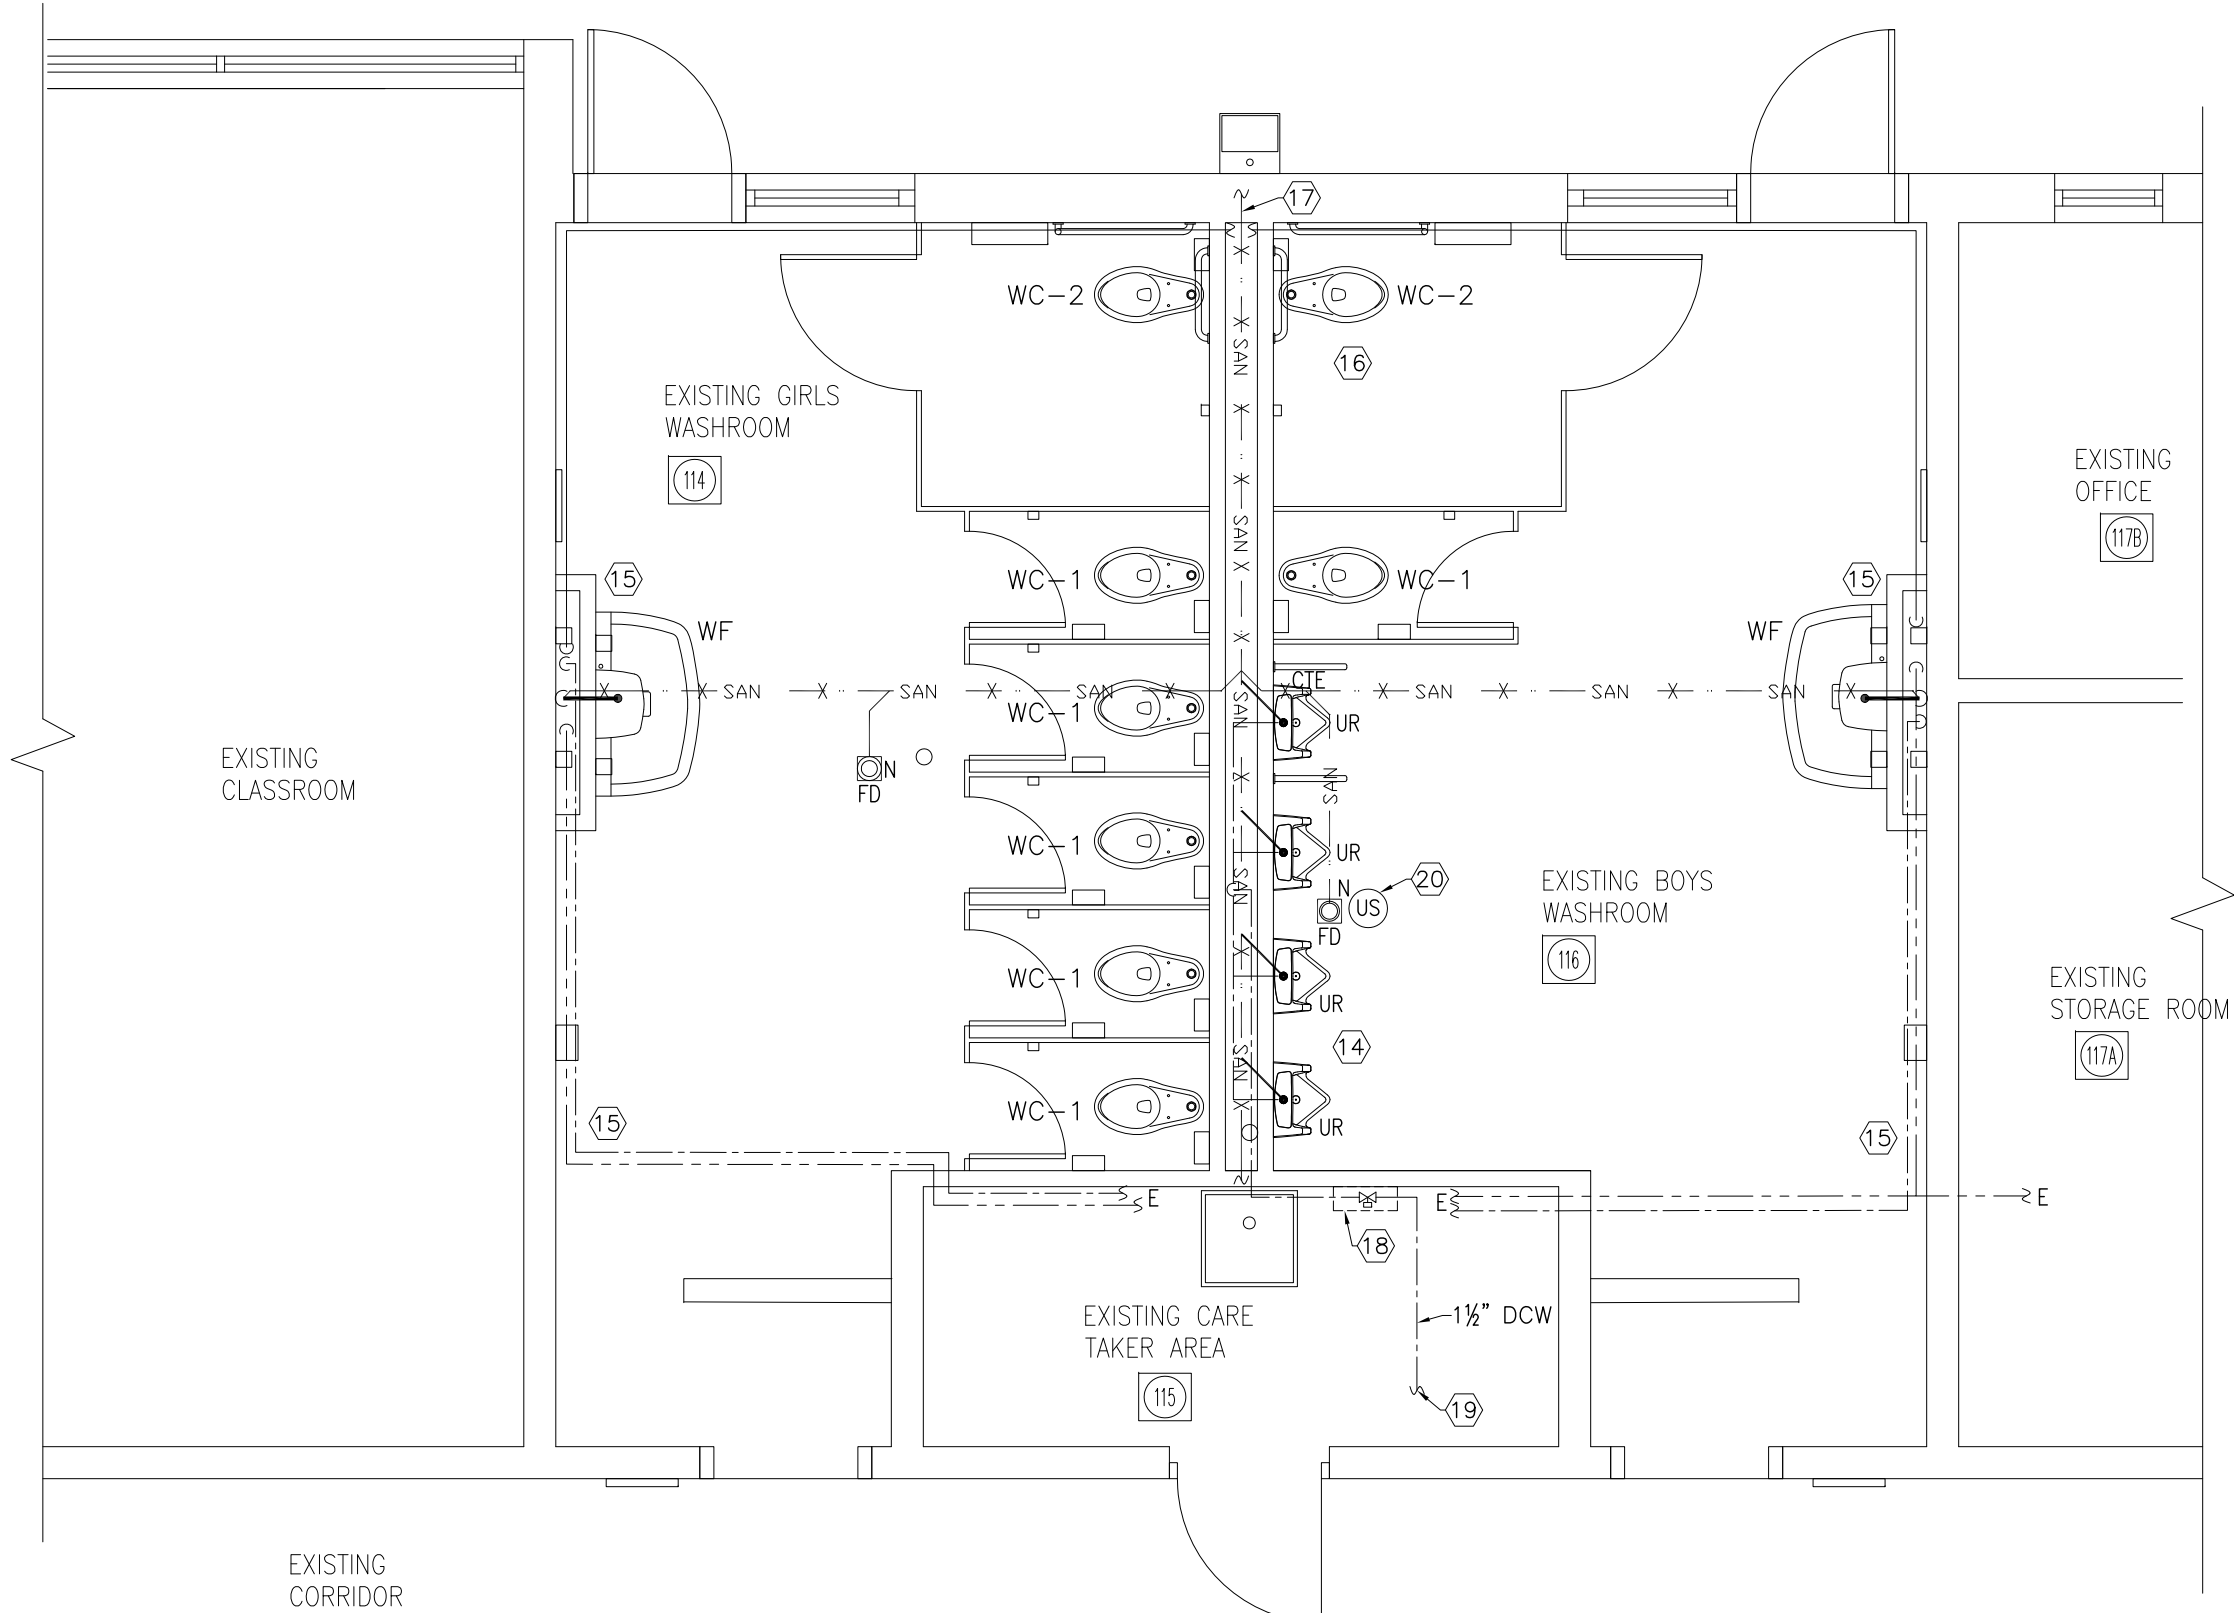 17
WC-2
WC-2
SAN
16
EXISTING GIRLS
WASHROOM
114
EXISTING
OFFICE
117B
SAN
15
WC-1
WC-1
15
WF
WF
CTE
SAN
SAN
SAN
SAN
SAN
SAN
SAN
WC-1
UR
EXISTING
CLASSROOM
N
FD
SAN
WC-1
UR
SAN
N
US
20
FD
EXISTING BOYS
WASHROOM
116
WC-1
UR
EXISTING
STORAGE ROOM
117A
14
SAN
WC-1
UR
15
15
E
E
E
18
EXISTING CARE
TAKER AREA
115
1½" DCW
19
EXISTING
CORRIDOR